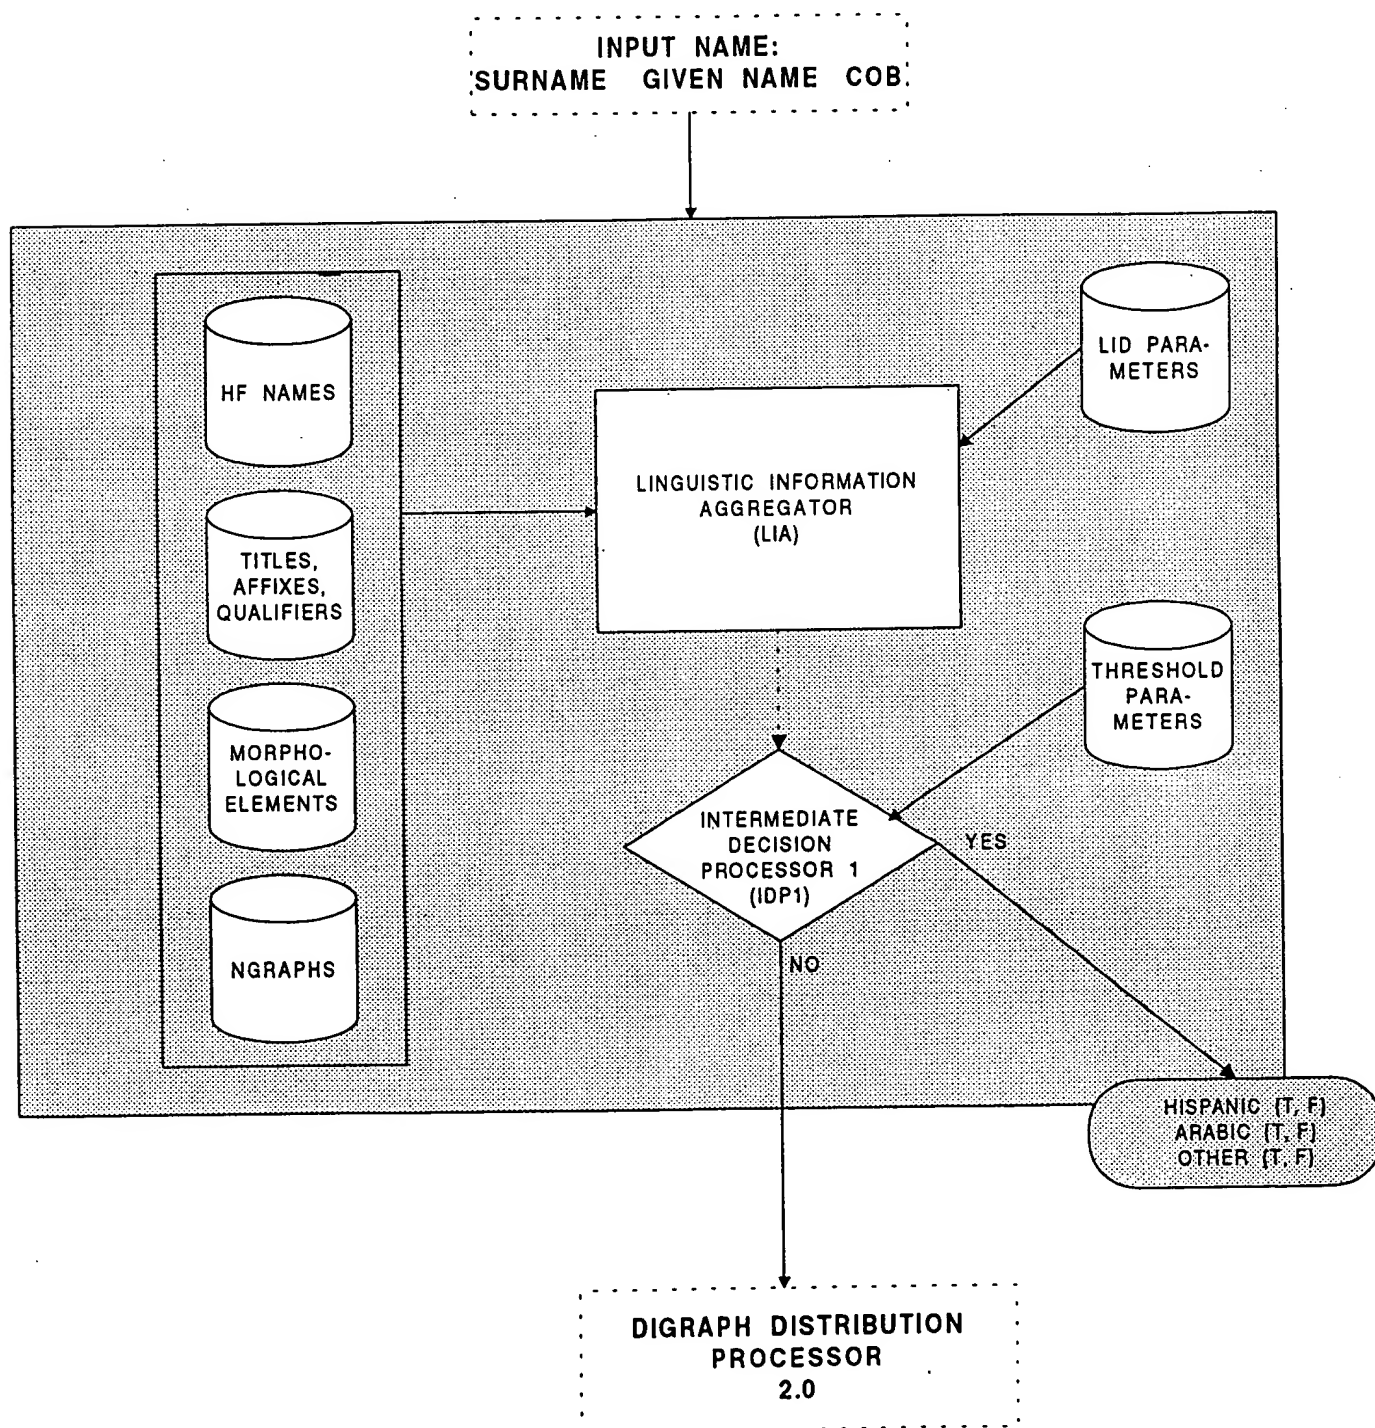 INPUT NAME:
SURNAME GIVEN NAME COB
HF NAMES
TITLES,
AFFIXES,
QUALIFIERS
MORPHO-
LOGICAL
ELEMENTS
NGRAPHS
LINGUISTIC INFORMATION
AGGREGATOR
(LIA)
LID PARA-
METERS
THRESHOLD
PARA-
METERS
INTERMEDIATE
DECISION
PROCESSOR 1
(IDP1)
YES
NO
HISPANIC {T, F}
ARABIC {T, F}
OTHER {T, F}
DIGRAPH DISTRIBUTION
PROCESSOR
2.0